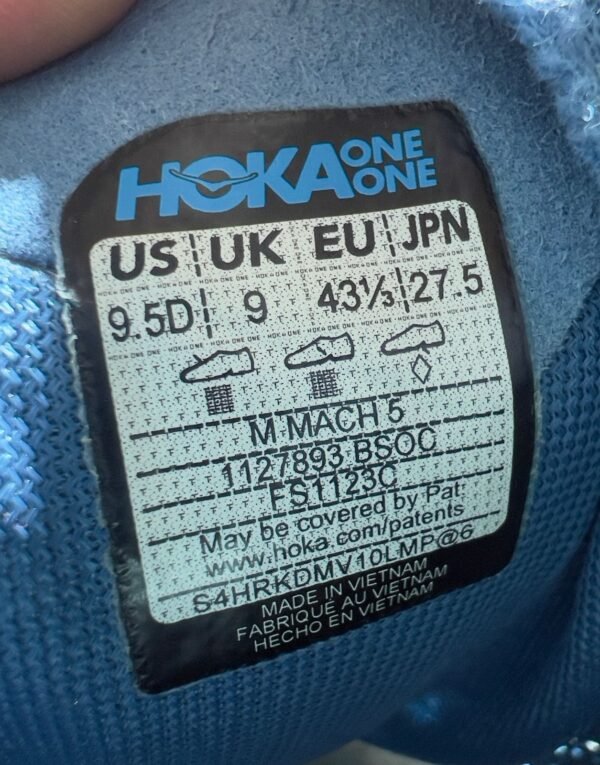 HOKA ONE ONE
US UK EU JPN
9.5D 9 43⅓ 27.5
M MACH 5
1127893 BSOC
FS1123C
May be covered by Pat:
www.hoka.com/patents
S4HRKDMV10LMP@6
MADE IN VIETNAM
FABRIQUÉ AU VIETNAM
HECHO EN VIETNAM